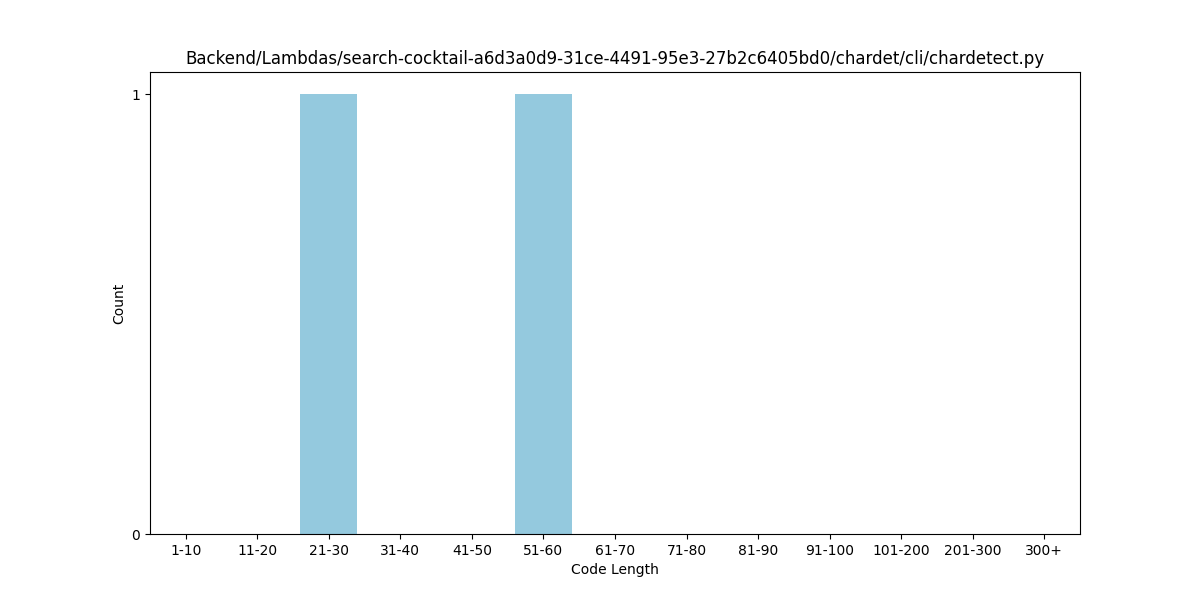 Backend/Lambdas/search-cocktail-a6d3a0d9-31ce-4491-95e3-27b2c6405bd0/chardet/cli/chardetect.py
1
Count
0
1-10 11-20 21-30 31-40 41-50 51-60 61-70 71-80 81-90 91-100 101-200 201-300 300+
Code Length